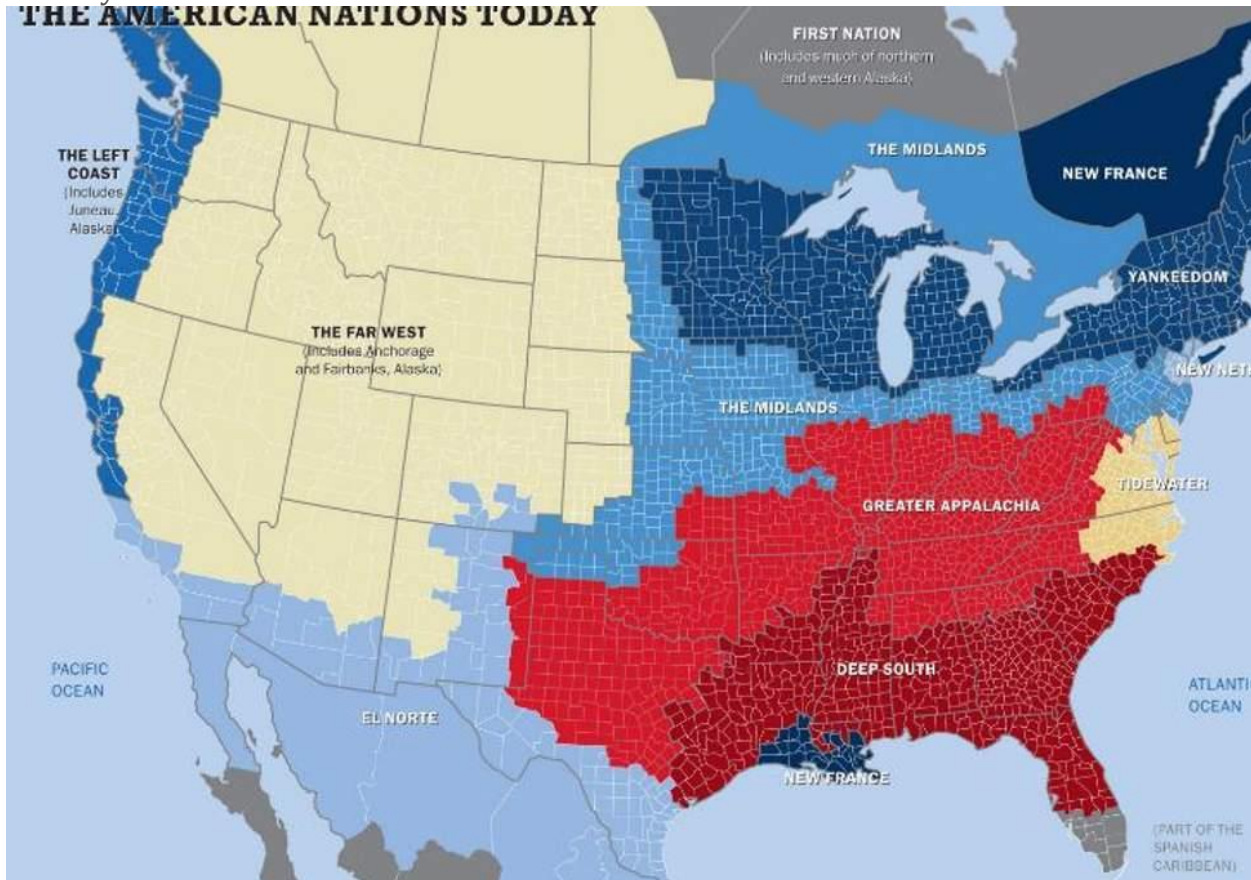 THE AMERICAN NATIONS TODAY
FIRST NATION
(Includes much of northern
and western Alaska)
THE LEFT
COAST
(Includes
Juneau,
Alaska)
THE MIDLANDS
NEW FRANCE
YANKEEDOM
THE FAR WEST
(Includes Anchorage
and Fairbanks, Alaska)
NEW NETH
THE MIDLANDS
TIDEWATER
GREATER APPALACHIA
PACIFIC
OCEAN
DEEP SOUTH
ATLANTI
OCEAN
EL NORTE
NEW FRANCE
(PART OF THE
SPANISH
CARIBBEAN)